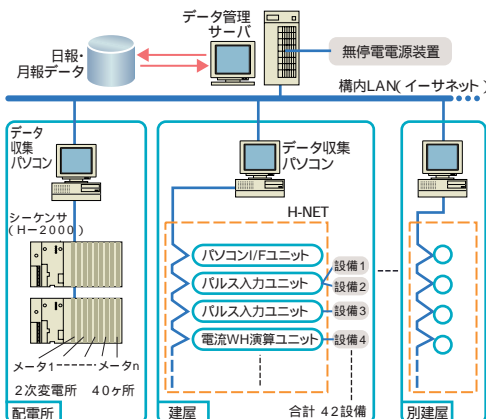 データ管理
サーバ
日報・
月報データ
無停電電源装置
構内LAN(イーサネット)
データ
収集
パソコン
シーケンサ
(H−2000)
メータ1
メータn
2次変電所 40ヶ所
配電所
データ収集
パソコン
H-NET
パソコンI/Fユニット
パルス入力ユニット
設備1
設備2
パルス入力ユニット
設備3
電流WH演算ユニット
設備4
建屋
合計 42設備
別建屋